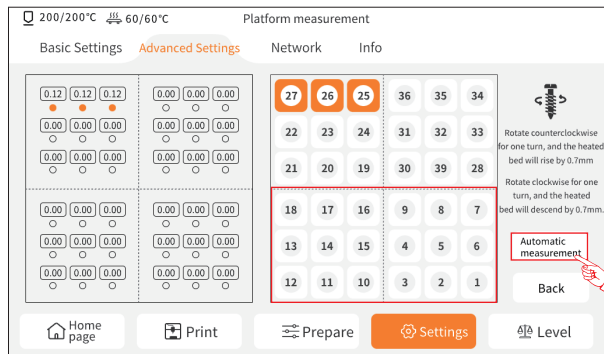 200/200°C 60/60°C Platform measurement
Basic Settings Advanced Settings Network Info
0.12 0.12 0.12 0.00 0.00 0.00
0.00 0.00 0.00 0.00 0.00 0.00
0.00 0.00 0.00 0.00 0.00 0.00
0.00 0.00 0.00 0.00 0.00 0.00
0.00 0.00 0.00 0.00 0.00 0.00
0.00 0.00 0.00 0.00 0.00 0.00
27 26 25 36 35 34
22 23 24 31 32 33
21 20 19 30 39 28
18 17 16 9 8 7
13 14 15 4 5 6
12 11 10 3 2 1
Rotate counterclockwise
for one turn, and the heated
bed will rise by 0.7mm
Rotate clockwise for one
turn, and the heated
bed will descend by 0.7mm.
Automatic
measurement
Back
Home
page
Print
Prepare
Settings
Level